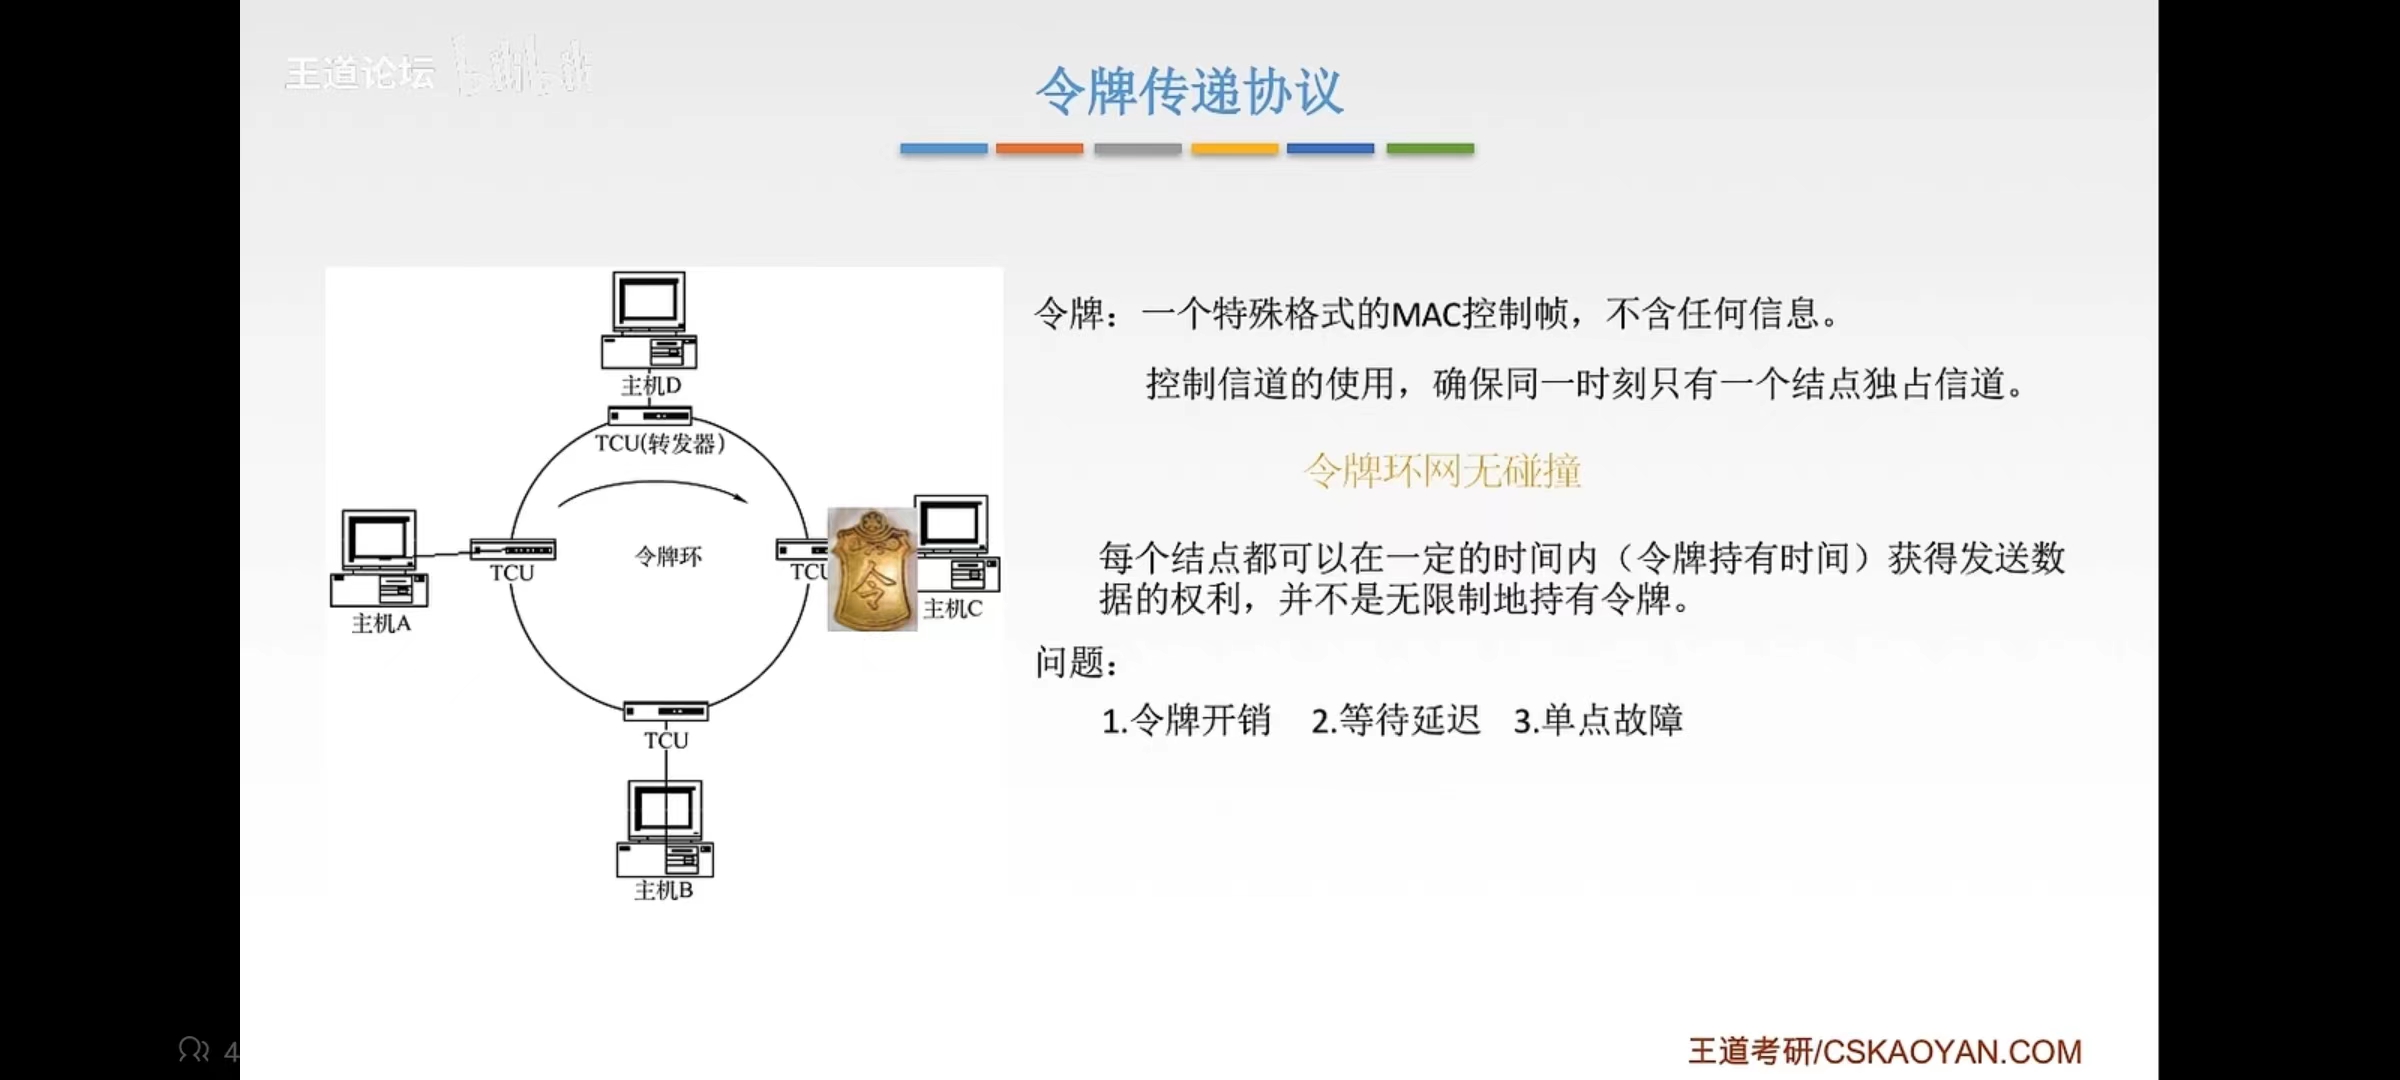 王道论坛 bilibili
令牌传递协议
令牌：一个特殊格式的MAC控制帧，不含任何信息。
控制信道的使用，确保同一时刻只有一个结点独占信道。
令牌环网无碰撞
每个结点都可以在一定的时间内（令牌持有时间）获得发送数
据的权利，并不是无限制地持有令牌。
问题：
1.令牌开销 2.等待延迟 3.单点故障
主机D
TCU(转发器)
令牌环
TCU
主机A
TCU
令
主机C
TCU
主机B
4
王道考研/CSKAOYAN.COM